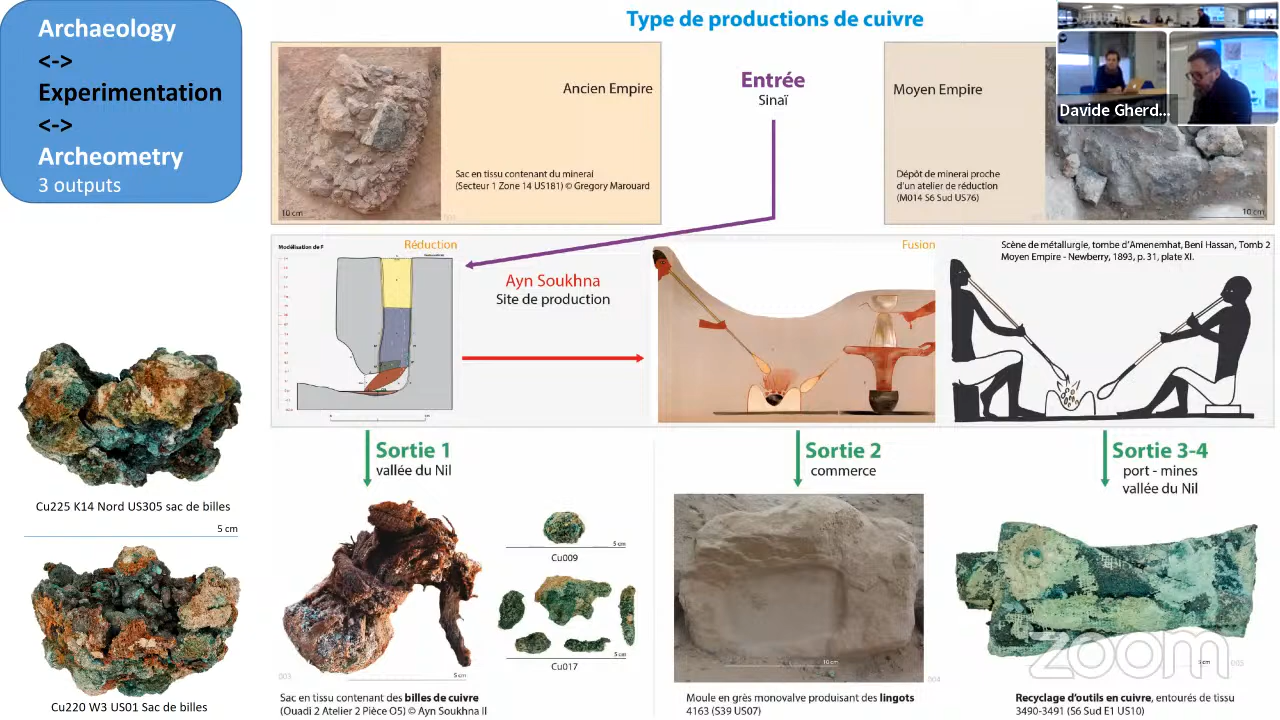 Archaeology
<->
Experimentation
<->
Archeometry
3 outputs
Type de productions de cuivre
Ancien Empire
Sac en tissu contenant du minerai
(Secteur 1 Zone 14 US181) © Gregory Marouard
10 cm
Entrée
Sinaï
Moyen Empire
Dépôt de minerai proche
d'un atelier de réduction
(M014 S6 Sud US76)
10 cm
Davide Gherd...
Réduction
Ayn Soukhna
Site de production
Fusion
Scène de métallurgie, tombe d'Amenemhat, Beni Hassan, Tomb 2
Moyen Empire - Newberry, 1893, p. 31, plate XI.
Sortie 1
vallée du Nil
Sortie 2
commerce
Sortie 3-4
port - mines
vallée du Nil
Cu225 K14 Nord US305 sac de billes
5 cm
Cu220 W3 US01 Sac de billes
5 cm
Cu009
5 cm
Cu017
003
5 cm
Sac en tissu contenant des billes de cuivre
(Ouadi 2 Atelier 2 Pièce O5) © Ayn Soukhna II
10 cm
004
Moule en grès monovalve produisant des lingots
4163 (S39 US07)
zoom
5 cm
005
Recyclage d'outils en cuivre, entourés de tissu
3490-3491 (S6 Sud E1 US10)